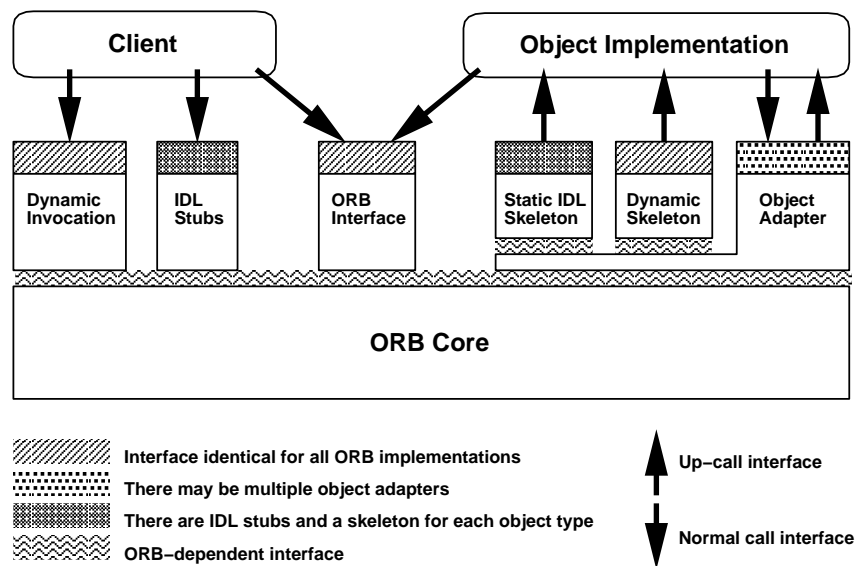 Client
Object Implementation
Dynamic
Invocation
IDL
Stubs
ORB
Interface
Static IDL
Skeleton
Dynamic
Skeleton
Object
Adapter
ORB Core
Interface identical for all ORB implementations
There may be multiple object adapters
There are IDL stubs and a skeleton for each object type
ORB−dependent interface
Up−call interface
Normal call interface